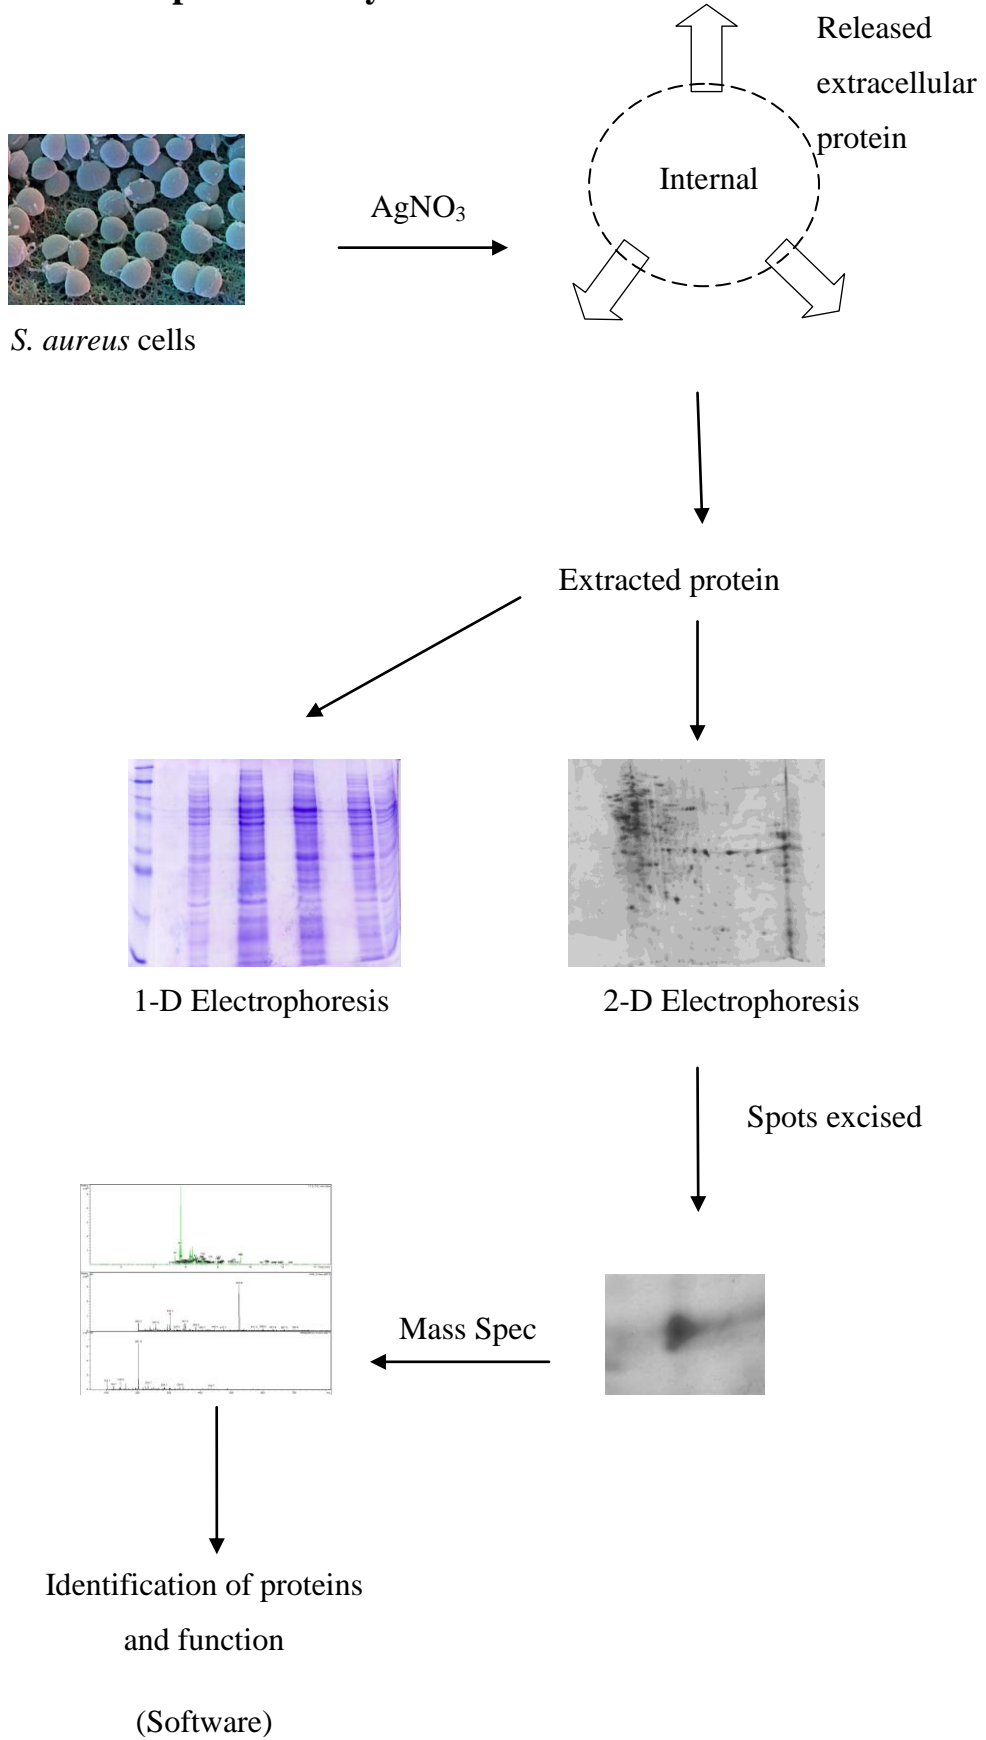 Released
extracellular
protein
Internal
AgNO₃
S. aureus cells
Extracted protein
1-D Electrophoresis
2-D Electrophoresis
Spots excised
Mass Spec
Identification of proteins
and function
(Software)